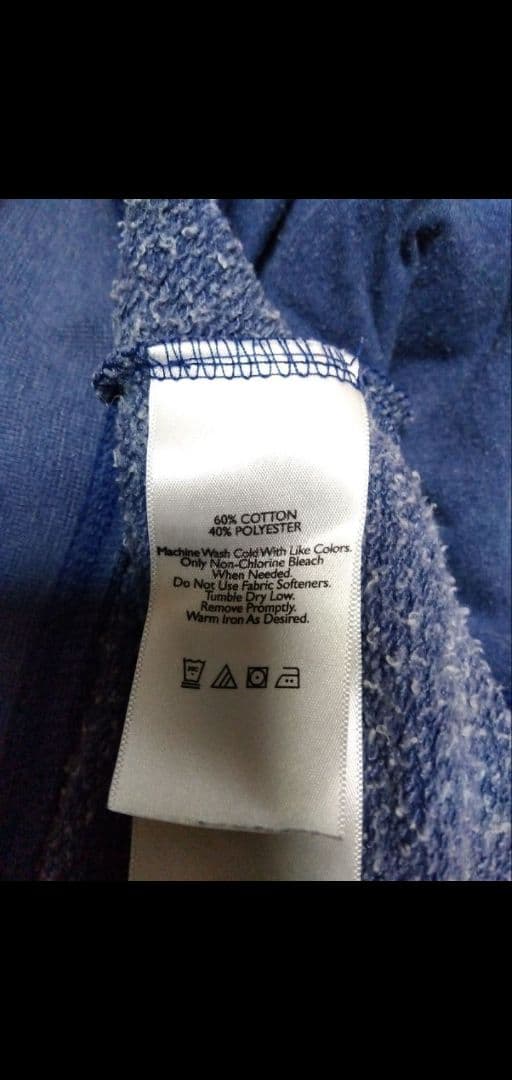 60% COTTON
40% POLYESTER
Machine Wash Cold With Like Colors.
Only Non-Chlorine Bleach
When Needed.
Do Not Use Fabric Softeners.
Tumble Dry Low.
Remove Promptly.
Warm Iron As Desired.